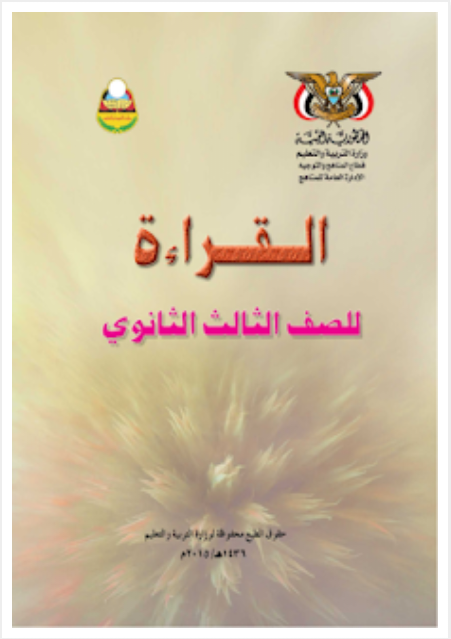 الجمهورية اليمنية
وزارة التربية والتعليم
قطاع المناهج والتوجيه
الإدارة العامة للمناهج
القراءة
للصف الثالث الثانوي
حقوق الطبع محفوظة لوزارة التربية والتعليم
١٤٣٦هـ/٢٠١٥م